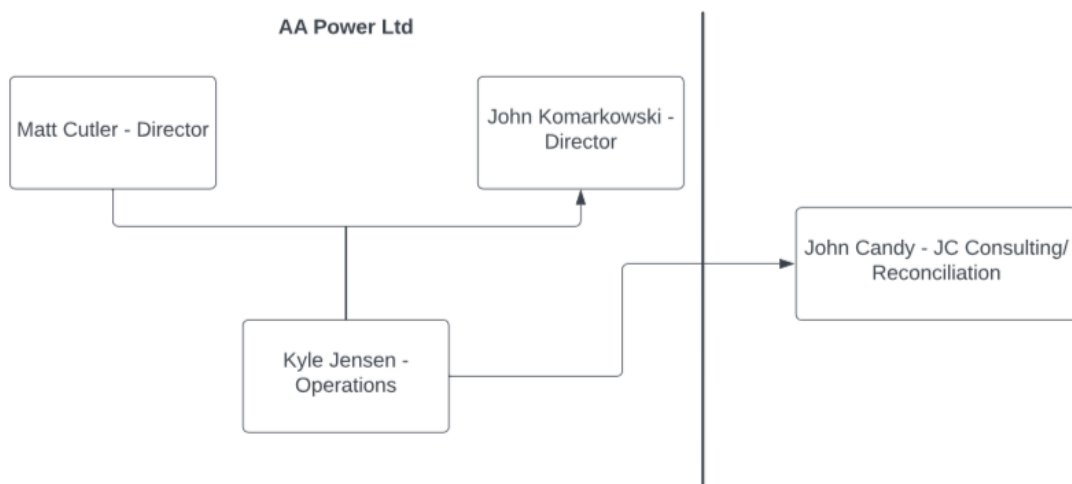 AA Power Ltd
Matt Cutler - Director
John Komarkowski -
Director
John Candy - JC Consulting/
Reconciliation
Kyle Jensen -
Operations